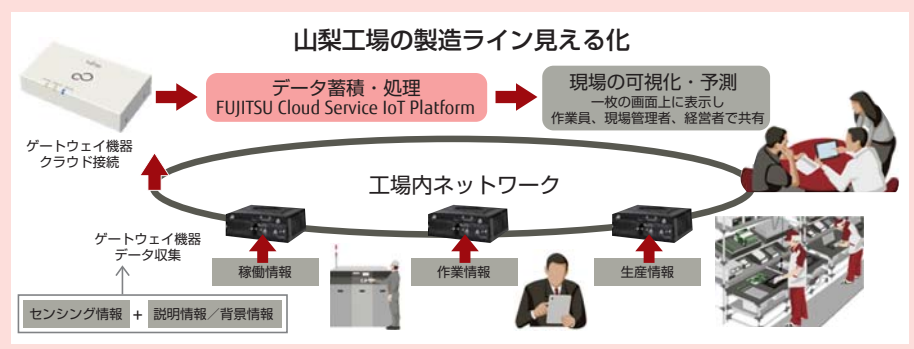 山梨工場の製造ライン見える化
データ蓄積・処理
FUJITSU Cloud Service IoT Platform
現場の可視化・予測
一枚の画面上に表示し
作業員、現場管理者、経営者で共有
ゲートウェイ機器
クラウド接続
工場内ネットワーク
ゲートウェイ機器
データ収集
稼働情報
作業情報
生産情報
センシング情報 + 説明情報／背景情報